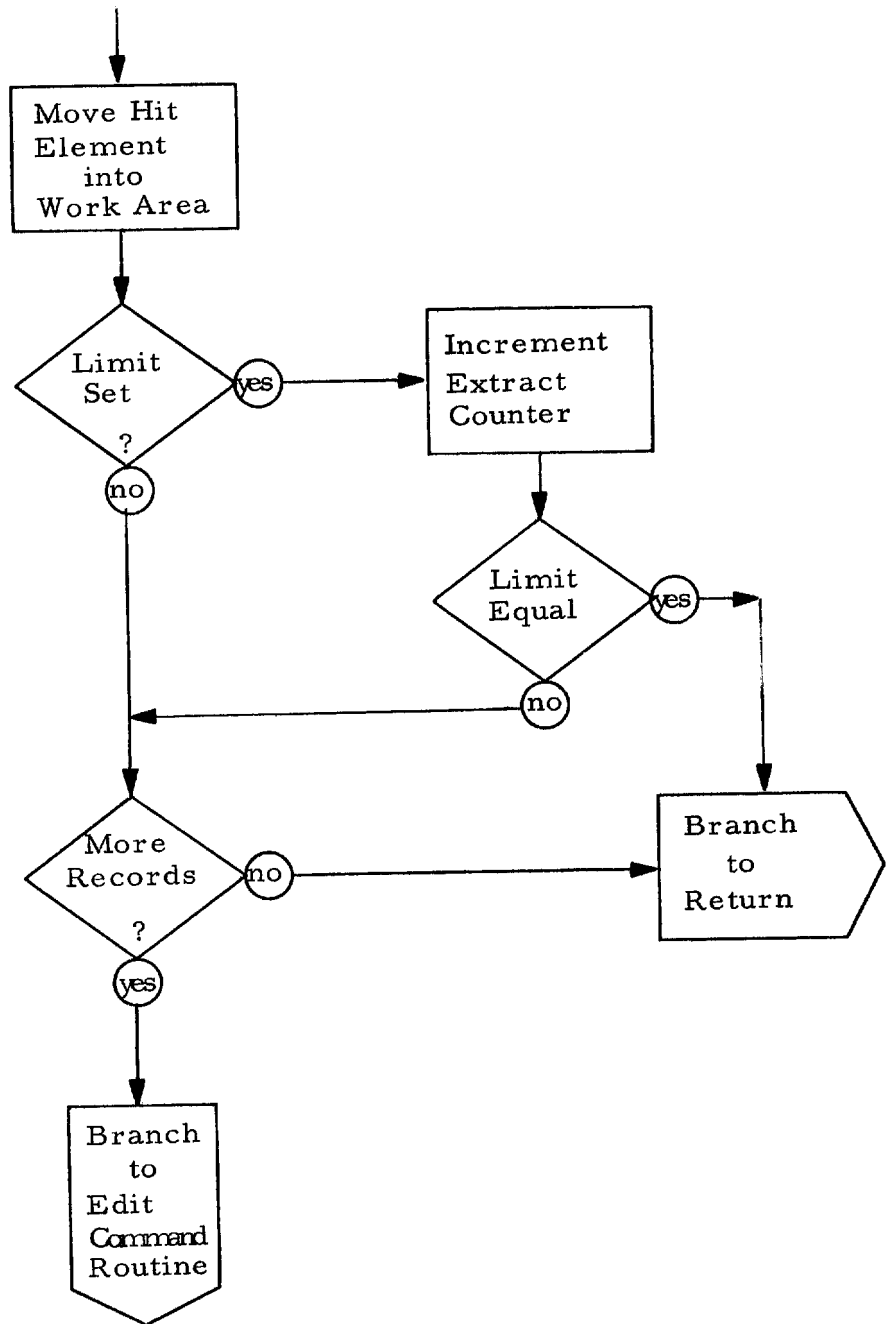 Move Hit
Element
into
Work Area
Limit
Set
?
yes
no
Increment
Extract
Counter
Limit
Equal
yes
no
More
Records
?
no
yes
Branch
to
Return
Branch
to
Edit
Command
Routine